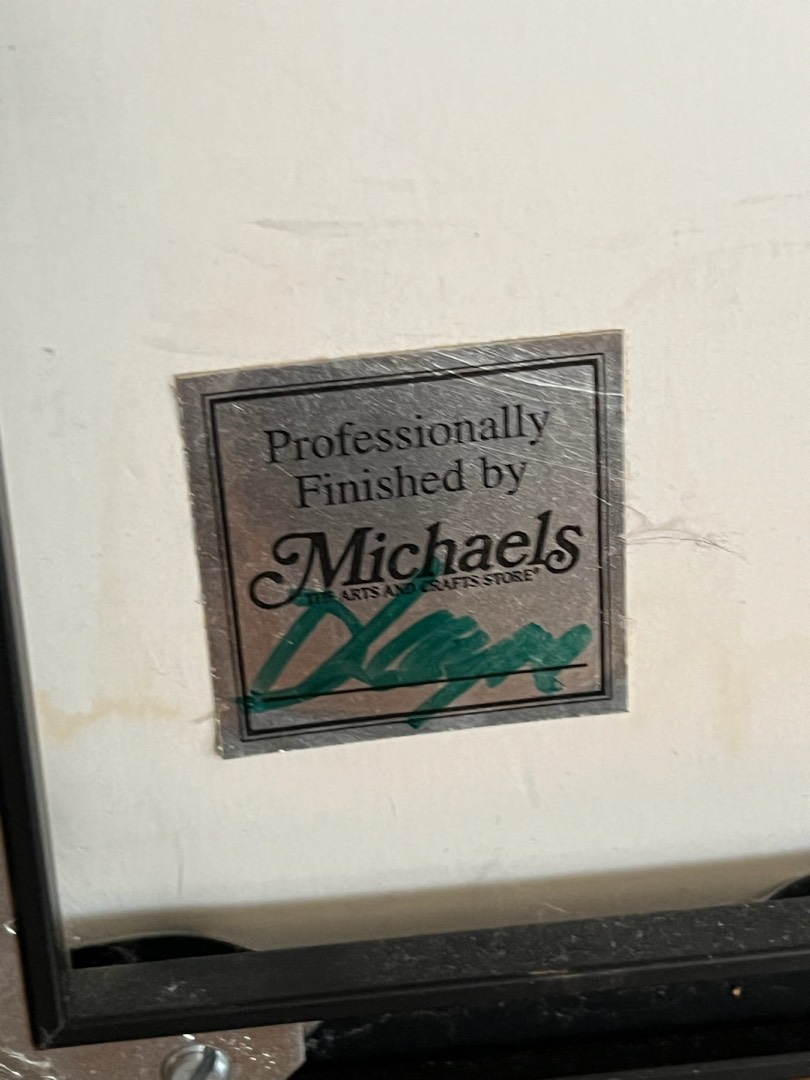 Professionally
Finished by
Michaels
THE ARTS AND CRAFTS STORE®